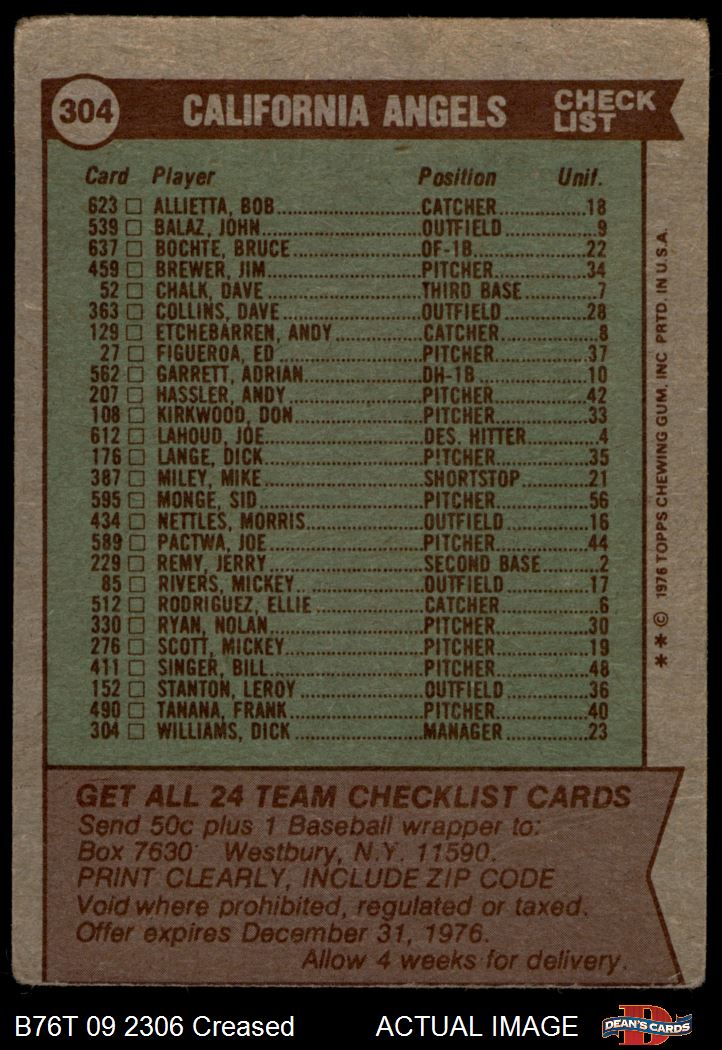 304 CALIFORNIA ANGELS CHECK LIST
Card Player Position Unif.
623 □ ALLIETTA, BOB....................CATCHER...............18
539 □ BALAZ, JOHN......................OUTFIELD...............9
637 □ BOCHTE, BRUCE...................OF-1B..................22
459 □ BREWER, JIM......................PITCHER................34
52 □ CHALK, DAVE......................THIRD BASE............7
363 □ COLLINS, DAVE....................OUTFIELD...............28
129 □ ETCHEBARREN, ANDY...............CATCHER................8
27 □ FIGUEROA, ED.....................PITCHER................37
562 □ GARRETT, ADRIAN..................DH-1B..................10
207 □ HASSLER, ANDY....................PITCHER................42
108 □ KIRKWOOD, DON....................PITCHER................33
612 □ LAHOUD, JOE......................DES. HITTER............4
176 □ LANGE, DICK......................PITCHER................35
387 □ MILEY, MIKE......................SHORTSTOP..............21
595 □ MONGE, SID.......................PITCHER................56
434 □ NETTLES, MORRIS..................OUTFIELD...............16
589 □ PACTWA, JOE......................PITCHER................44
229 □ REMY, JERRY......................SECOND BASE............2
85 □ RIVERS, MICKEY...................OUTFIELD...............17
512 □ RODRIGUEZ, ELLIE.................CATCHER................6
330 □ RYAN, NOLAN......................PITCHER................30
276 □ SCOTT, MICKEY....................PITCHER................19
411 □ SINGER, BILL.....................PITCHER................48
152 □ STANTON, LEROY...................OUTFIELD...............36
490 □ TANANA, FRANK....................PITCHER................40
304 □ WILLIAMS, DICK...................MANAGER................23
* * © 1976 TOPPS CHEWING GUM, INC PRTD. IN U.S.A.
GET ALL 24 TEAM CHECKLIST CARDS
Send 50c plus 1 Baseball wrapper to:
Box 7630 Westbury, N.Y. 11590.
PRINT CLEARLY, INCLUDE ZIP CODE
Void where prohibited, regulated or taxed.
Offer expires December 31, 1976.
Allow 4 weeks for delivery.
B76T 09 2306 Creased ACTUAL IMAGE D DEAN'S CARDS